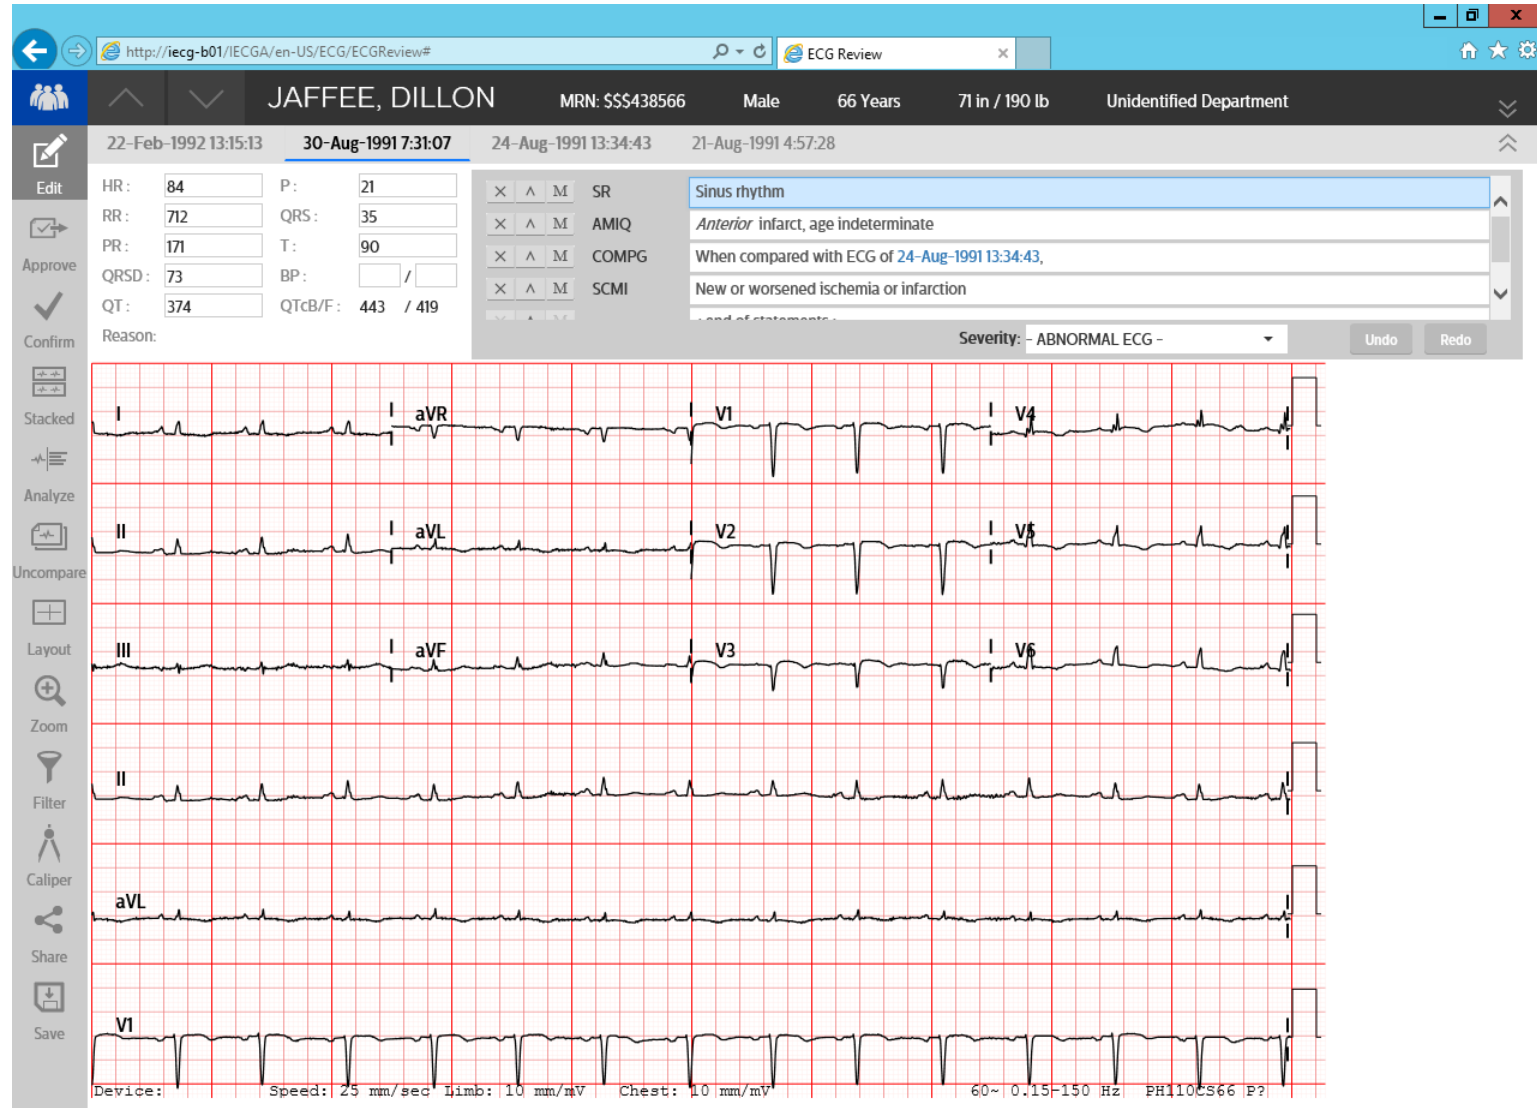 http://iecg-b01/IECGA/en-US/ECG/ECGReview#
ECG Review
JAFFEE, DILLON MRN: $$$438566 Male 66 Years 71 in / 190 lb Unidentified Department
22-Feb-1992 13:15:13 30-Aug-1991 7:31:07 24-Aug-1991 13:34:43 21-Aug-1991 4:57:28
Edit
Approve
Confirm
Stacked
Analyze
Uncompare
Layout
Zoom
Filter
Caliper
Share
Save
HR: 84 P: 21
RR: 712 QRS: 35
PR: 171 T: 90
QRSD: 73 BP: /
QT: 374 QTcB/F: 443 / 419
Reason:
X ^ M SR Sinus rhythm
X ^ M AMIQ Anterior infarct, age indeterminate
X ^ M COMPG When compared with ECG of 24-Aug-1991 13:34:43,
X ^ M SCMI New or worsened ischemia or infarction
Severity: - ABNORMAL ECG - Undo Redo
I aVR V1 V4
II aVL V2 V5
III aVF V3 V6
II
aVL
V1
Device: Speed: 25 mm/sec Limb: 10 mm/mV Chest: 10 mm/mV 60~ 0.15-150 Hz PH110CS66 P?